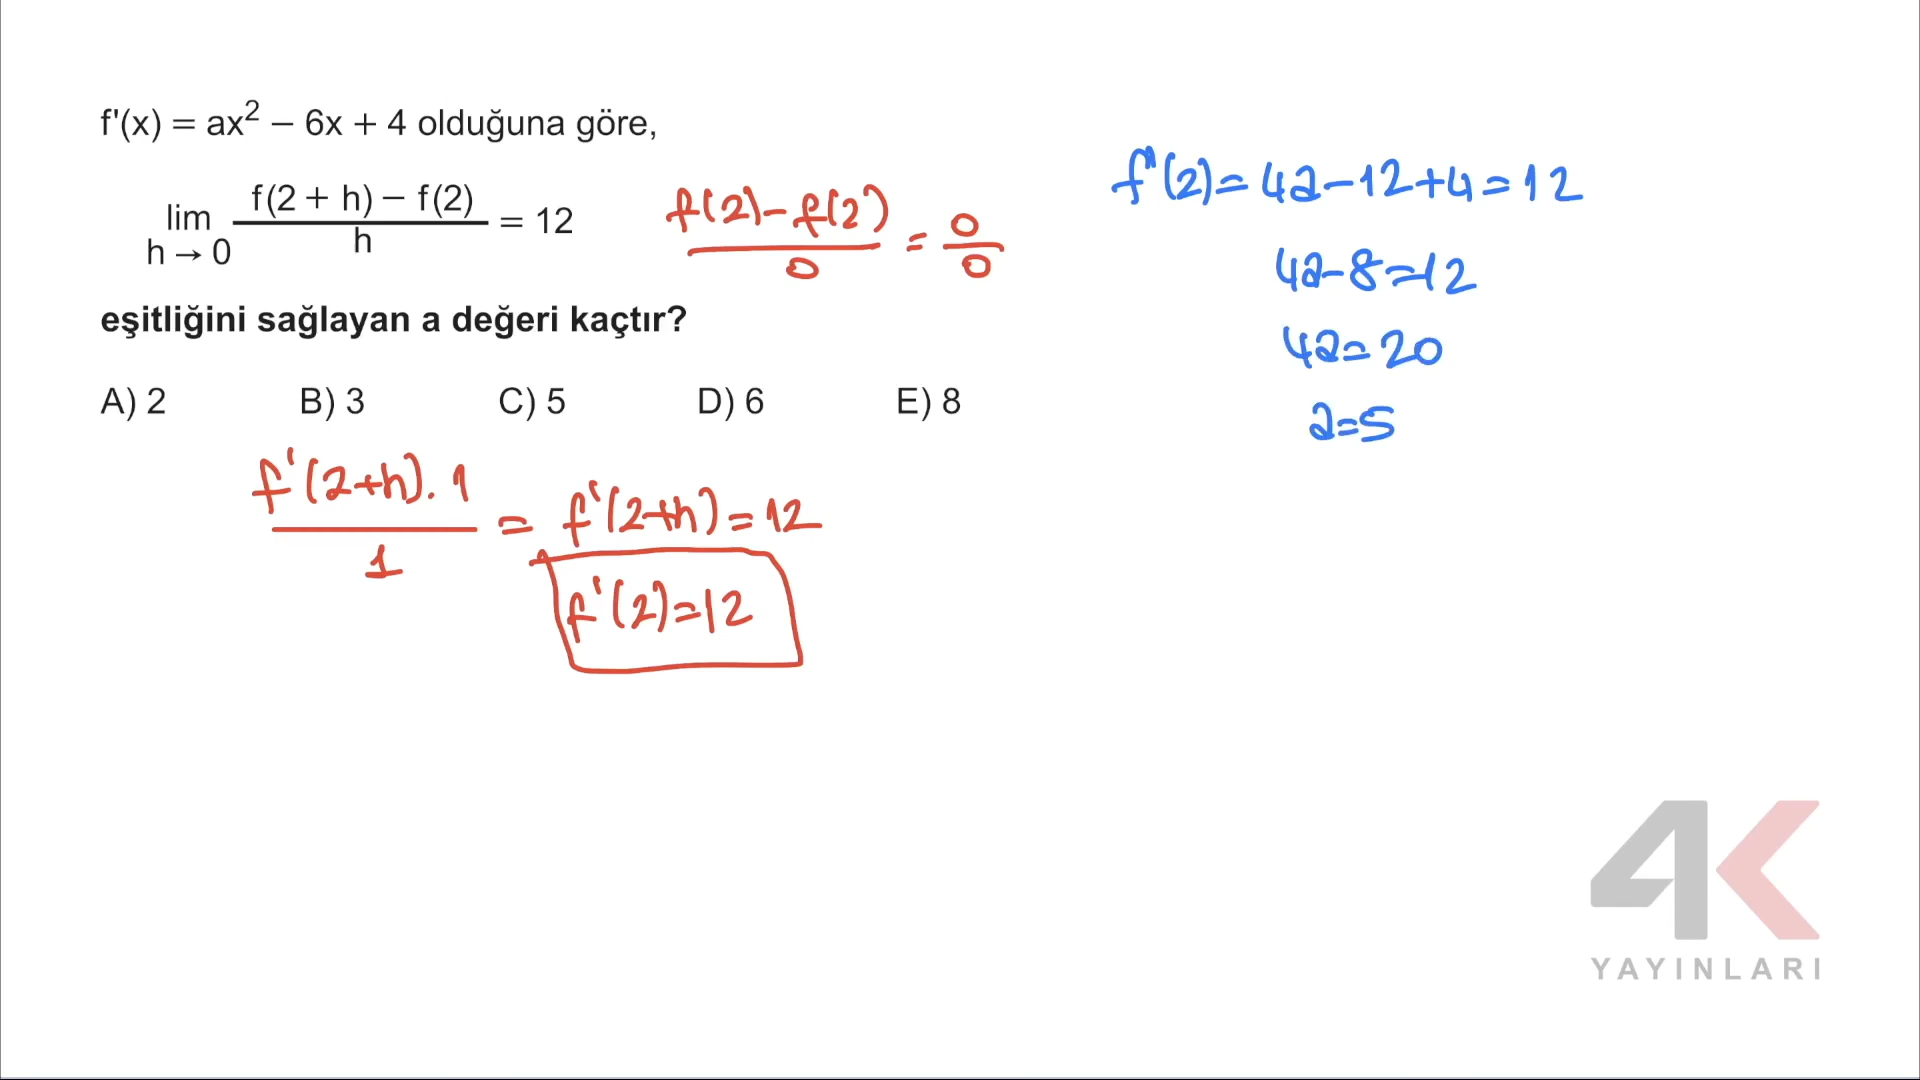 f'(x) = ax² – 6x + 4 olduğuna göre,
lim h → 0 f(2 + h) – f(2) / h = 12
f(2) - f(2) / 0 = 0/0
eşitliğini sağlayan a değeri kaçtır?
A) 2 B) 3 C) 5 D) 6 E) 8
f'(2+h).1 / 1 = f'(2+h) = 12
f'(2) = 12
f'(2) = 4a - 12 + 4 = 12
4a - 8 = 12
4a = 20
a = 5
4K
YAYINLARI